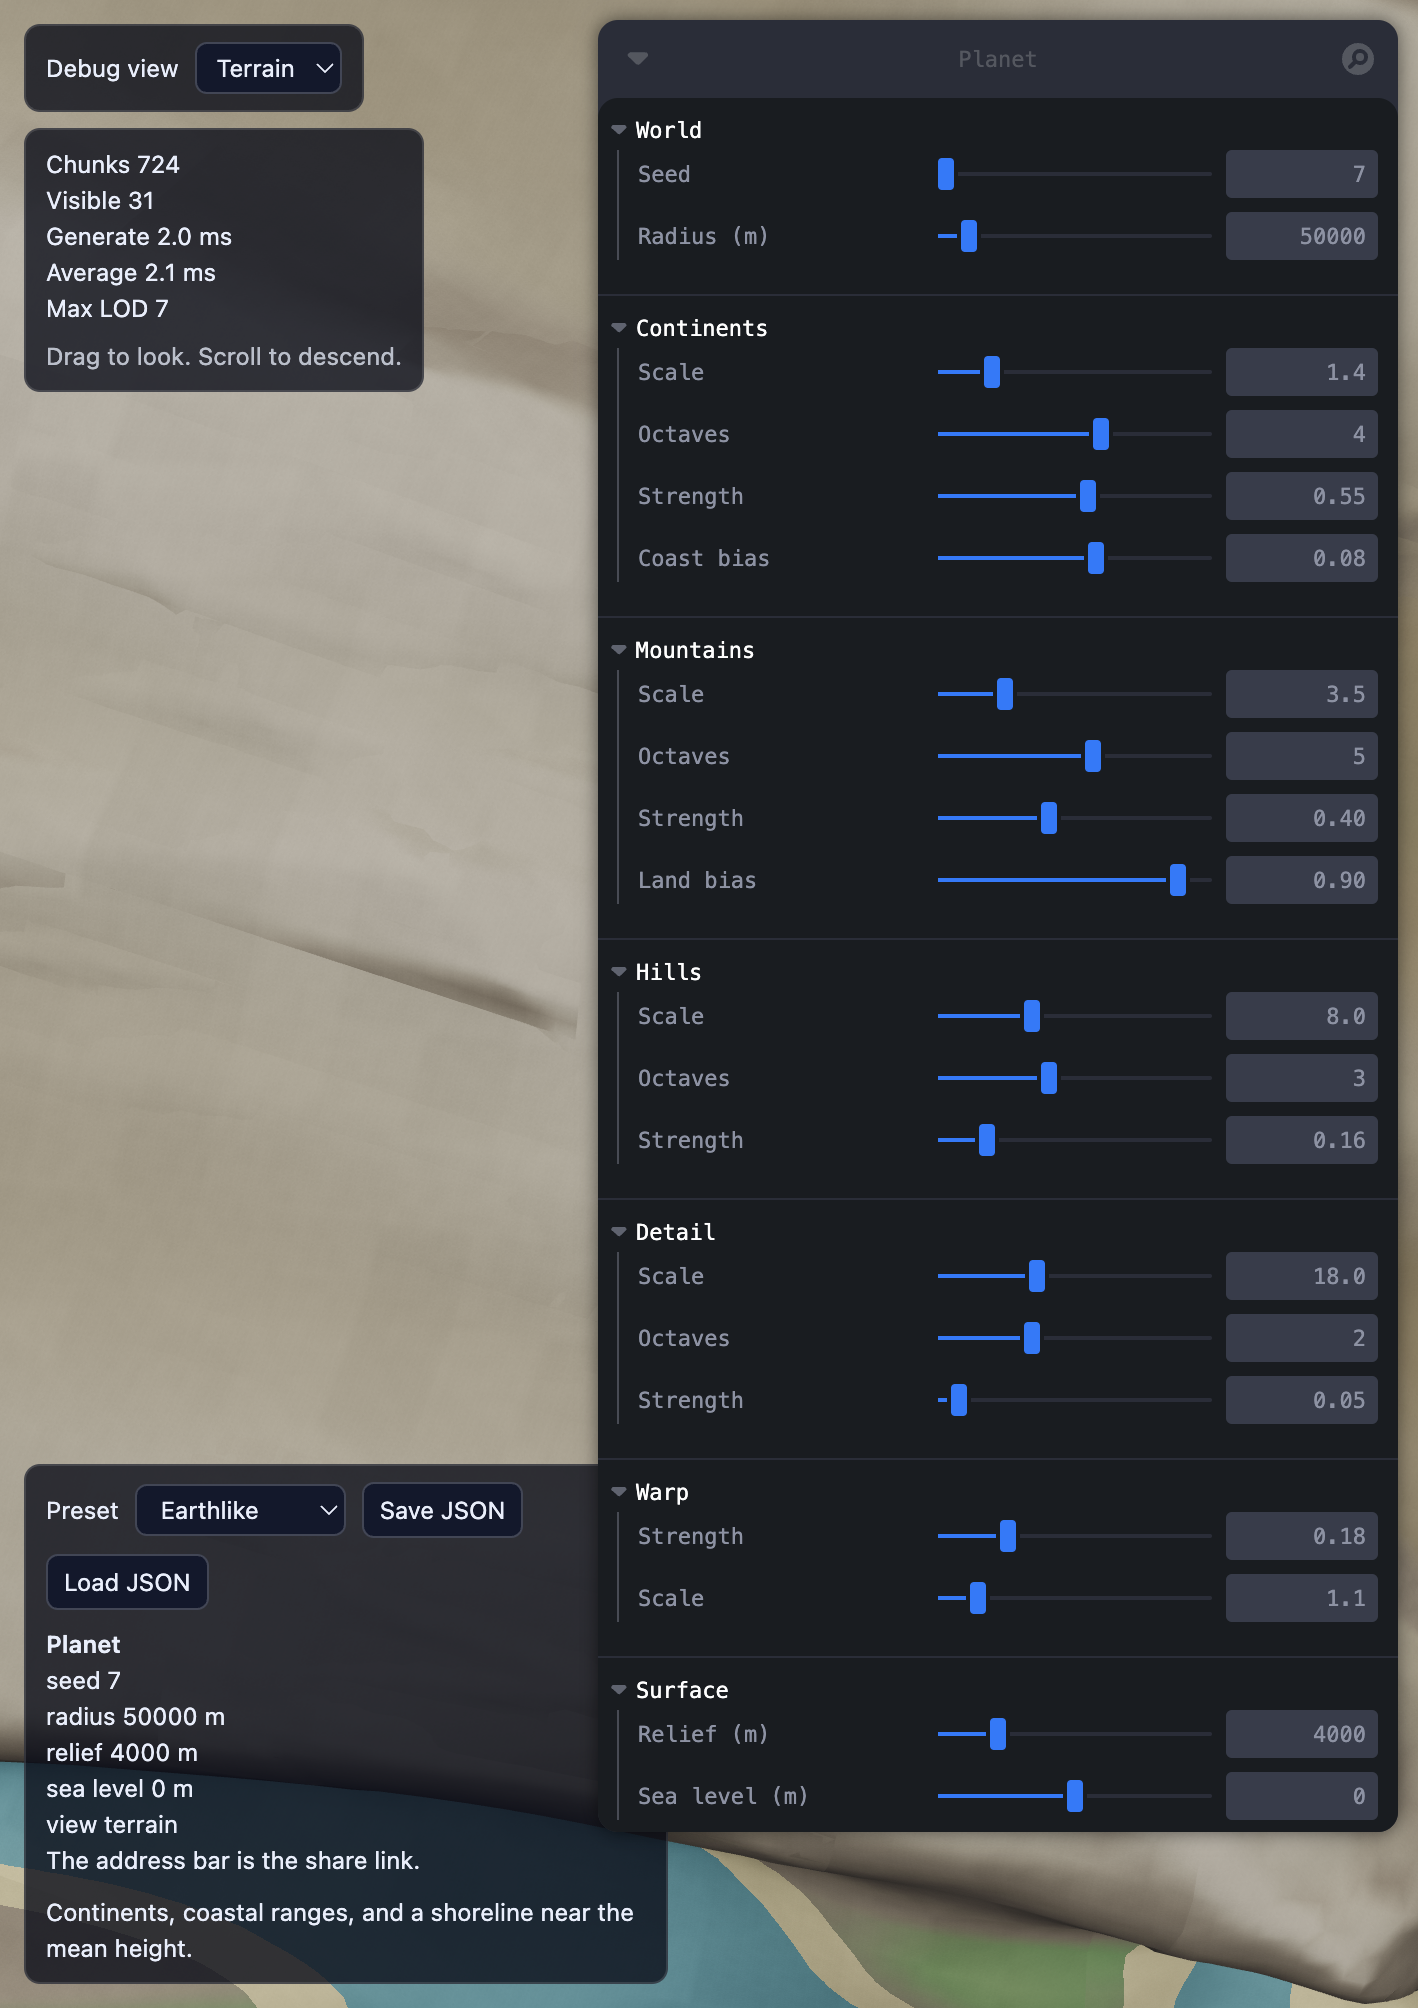 Debug view Terrain
Chunks 724
Visible 31
Generate 2.0 ms
Average 2.1 ms
Max LOD 7
Drag to look. Scroll to descend.
Planet
World
Seed 7
Radius (m) 50000
Continents
Scale 1.4
Octaves 4
Strength 0.55
Coast bias 0.08
Mountains
Scale 3.5
Octaves 5
Strength 0.40
Land bias 0.90
Hills
Scale 8.0
Octaves 3
Strength 0.16
Detail
Scale 18.0
Octaves 2
Strength 0.05
Warp
Strength 0.18
Scale 1.1
Surface
Relief (m) 4000
Sea level (m) 0
Preset Earthlike Save JSON
Load JSON
Planet
seed 7
radius 50000 m
relief 4000 m
sea level 0 m
view terrain
The address bar is the share link.
Continents, coastal ranges, and a shoreline near the
mean height.